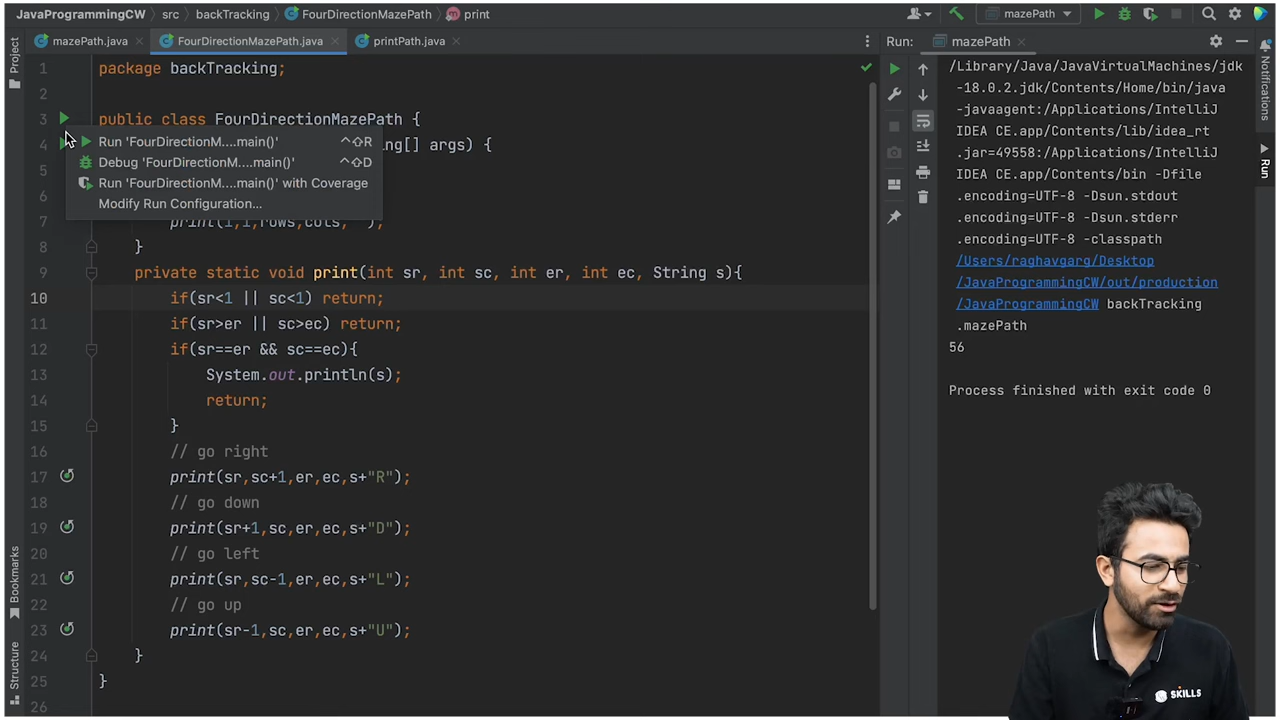 JavaProgrammingCW
src
backTracking
FourDirectionMazePath
print
mazePath
mazePath.java
FourDirectionMazePath.java
printPath.java
Run:
mazePath
Project
Bookmarks
Structure
Notifications
Run
1 package backTracking;
2
3 public class FourDirectionMazePath {
4 ng[] args) {
5
6
7 print(1,1,rows,cols,
8 }
9 private static void print(int sr, int sc, int er, int ec, String s){
10 if(sr<1 || sc<1) return;
11 if(sr>er || sc>ec) return;
12 if(sr==er && sc==ec){
13 System.out.println(s);
14 return;
15 }
16 // go right
17 print(sr,sc+1,er,ec,s+"R");
18 // go down
19 print(sr+1,sc,er,ec,s+"D");
20 // go left
21 print(sr,sc-1,er,ec,s+"L");
22 // go up
23 print(sr-1,sc,er,ec,s+"U");
24 }
25 }
26
Run 'FourDirectionM....main()' ^⇧R
Debug 'FourDirectionM....main()' ^⇧D
Run 'FourDirectionM....main()' with Coverage
Modify Run Configuration...
/Library/Java/JavaVirtualMachines/jdk
-18.0.2.jdk/Contents/Home/bin/java
-javaagent:/Applications/IntelliJ
IDEA CE.app/Contents/lib/idea_rt
.jar=49558:/Applications/IntelliJ
IDEA CE.app/Contents/bin -Dfile
.encoding=UTF-8 -Dsun.stdout
.encoding=UTF-8 -Dsun.stderr
.encoding=UTF-8 -classpath
/Users/raghavgarg/Desktop
/JavaProgrammingCW/out/production
/JavaProgrammingCW backTracking
.mazePath
56
Process finished with exit code 0
SKILLS